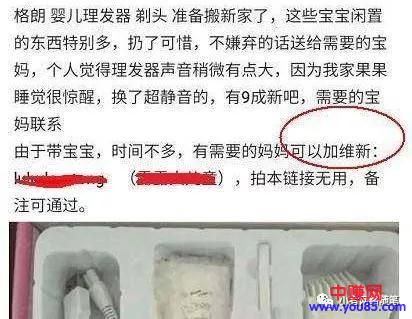 格朗 婴儿理发器 剃头 准备搬新家了，这些宝宝闲置
的东西特别多，扔了可惜，不嫌弃的话送给需要的宝
妈，个人觉得理发器声音稍微有点大，因为我家果果
睡觉很惊醒，换了超静音的，有9成新吧，需要的宝
妈联系
由于带宝宝，时间不多，有需要的妈妈可以加维新：
（），拍本链接无用，备
注可通过。
中赚网
www.you85.com